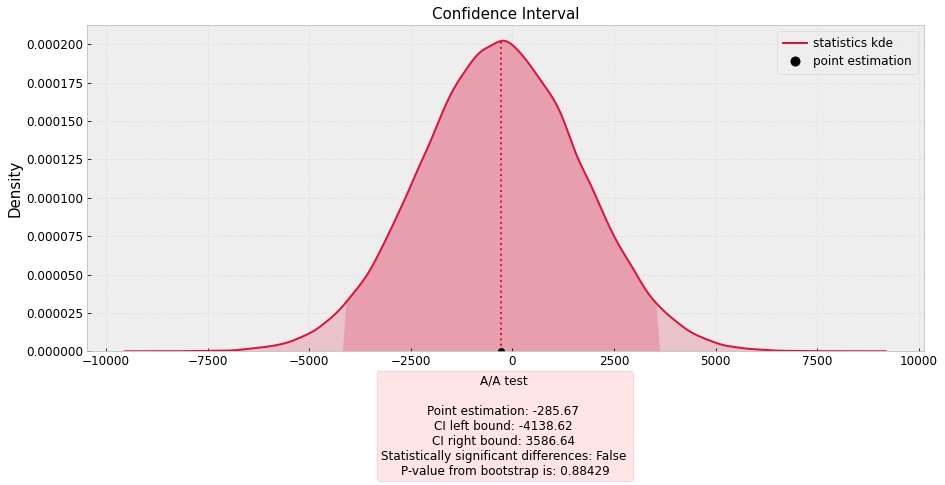 Confidence Interval
statistics kde
point estimation
Density
0.000200
0.000175
0.000150
0.000125
0.000100
0.000075
0.000050
0.000025
0.000000
−10000 −7500 −5000 −2500 0 2500 5000 7500 10000
A/A test
Point estimation: -285.67
CI left bound: -4138.62
CI right bound: 3586.64
Statistically significant differences: False
P-value from bootstrap is: 0.88429